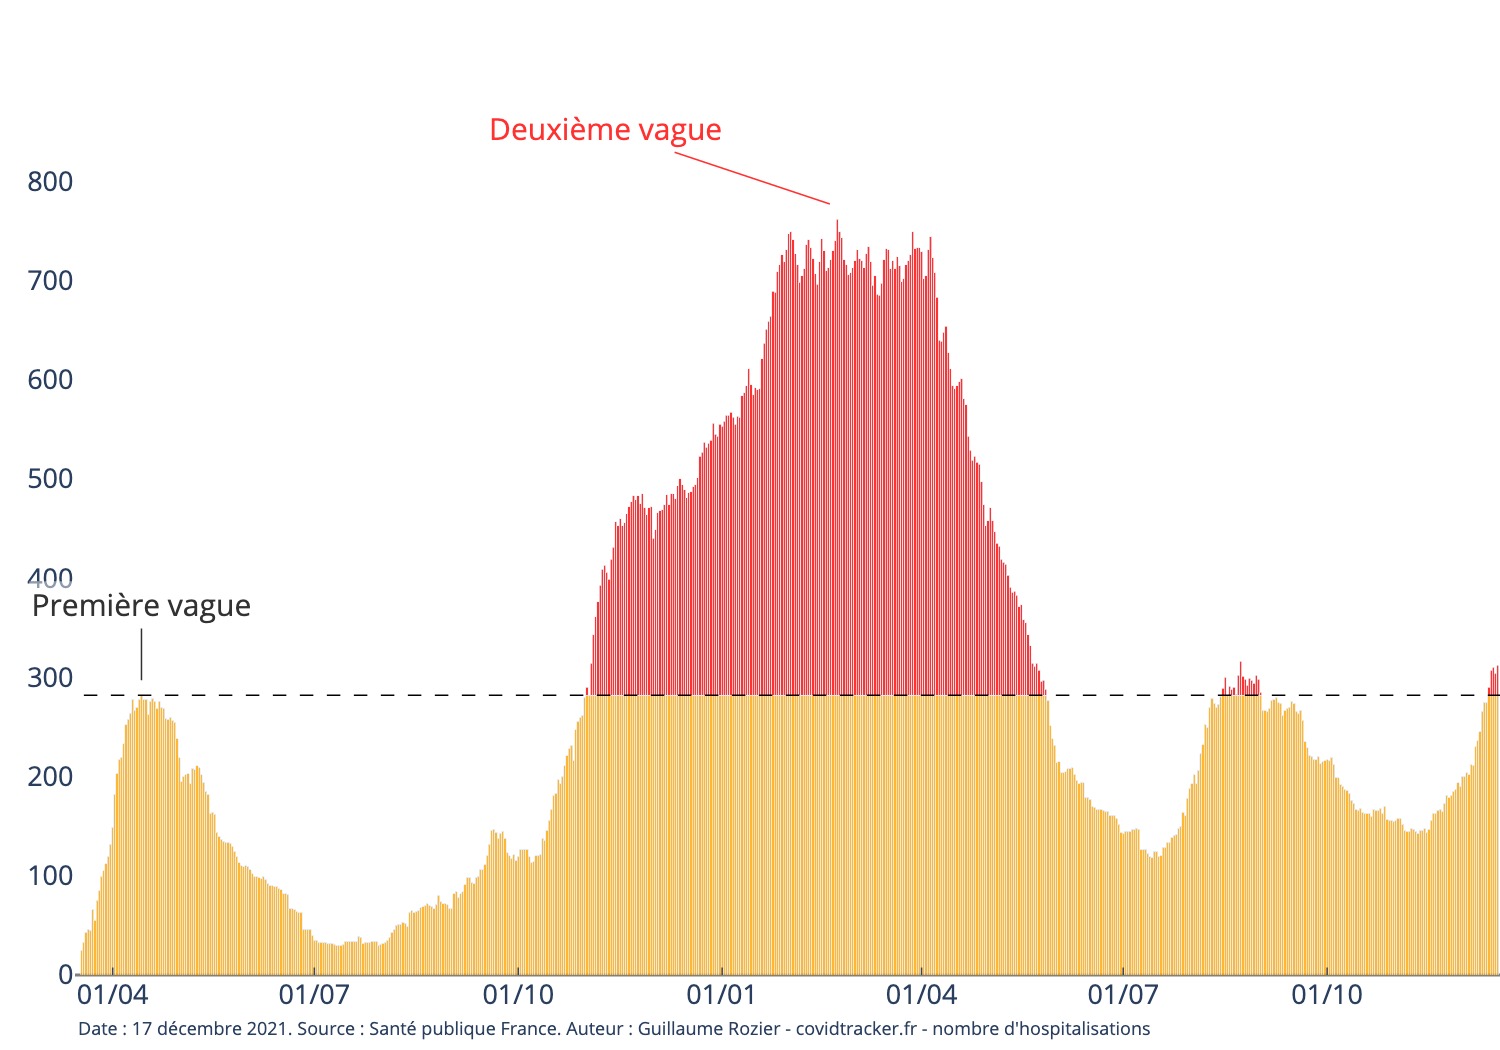 Deuxième vague
800
700
600
500
400
Première vague
300
200
100
0
01/04 01/07 01/10 01/01 01/04 01/07 01/10
Date : 17 décembre 2021. Source : Santé publique France. Auteur : Guillaume Rozier - covidtracker.fr - nombre d'hospitalisations